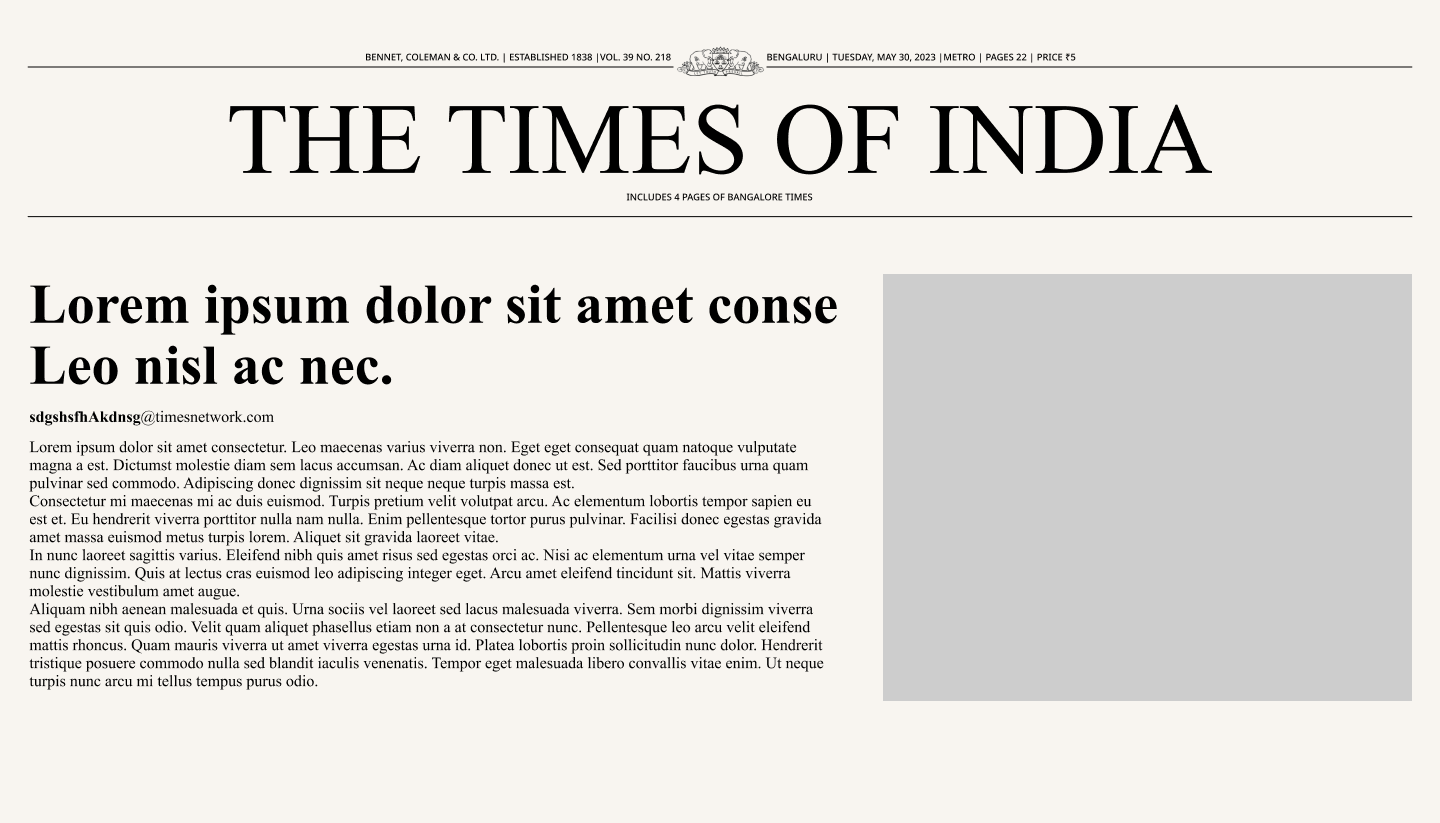 BENNET, COLEMAN & CO. LTD. | ESTABLISHED 1838 |VOL. 39 NO. 218
BENGALURU | TUESDAY, MAY 30, 2023 |METRO | PAGES 22 | PRICE ₹5
THE TIMES OF INDIA
INCLUDES 4 PAGES OF BANGALORE TIMES
Lorem ipsum dolor sit amet conse
Leo nisl ac nec.
sdgshsfhAkdnsg@timesnetwork.com
Lorem ipsum dolor sit amet consectetur. Leo maecenas varius viverra non. Eget eget consequat quam natoque vulputate
magna a est. Dictumst molestie diam sem lacus accumsan. Ac diam aliquet donec ut est. Sed porttitor faucibus urna quam
pulvinar sed commodo. Adipiscing donec dignissim sit neque neque turpis massa est.
Consectetur mi maecenas mi ac duis euismod. Turpis pretium velit volutpat arcu. Ac elementum lobortis tempor sapien eu
est et. Eu hendrerit viverra porttitor nulla nam nulla. Enim pellentesque tortor purus pulvinar. Facilisi donec egestas gravida
amet massa euismod metus turpis lorem. Aliquet sit gravida laoreet vitae.
In nunc laoreet sagittis varius. Eleifend nibh quis amet risus sed egestas orci ac. Nisi ac elementum urna vel vitae semper
nunc dignissim. Quis at lectus cras euismod leo adipiscing integer eget. Arcu amet eleifend tincidunt sit. Mattis viverra
molestie vestibulum amet augue.
Aliquam nibh aenean malesuada et quis. Urna sociis vel laoreet sed lacus malesuada viverra. Sem morbi dignissim viverra
sed egestas sit quis odio. Velit quam aliquet phasellus etiam non a at consectetur nunc. Pellentesque leo arcu velit eleifend
mattis rhoncus. Quam mauris viverra ut amet viverra egestas urna id. Platea lobortis proin sollicitudin nunc dolor. Hendrerit
tristique posuere commodo nulla sed blandit iaculis venenatis. Tempor eget malesuada libero convallis vitae enim. Ut neque
turpis nunc arcu mi tellus tempus purus odio.